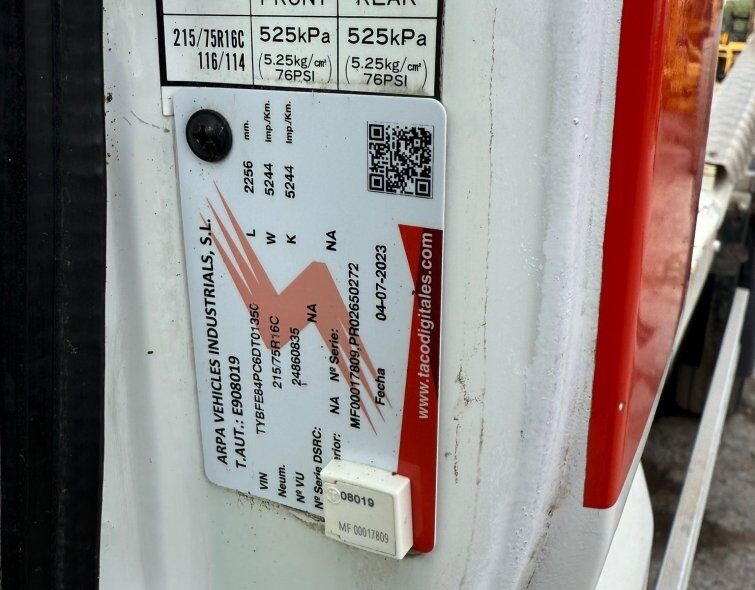 FRONT REAR
215/75R16C 525kPa 525kPa
116/114 (5.25kg/cm² (5.25kg/cm²
76PSI) 76PSI)
ARPA VEHICLES INDUSTRIALS, S.L.
T.AUT.: E908019
VIN TYBFE84PC6DT01350 L 2256 mm.
Neum. 215/75R16C W 5244 Imp./Km.
Nº VU 24860835 K 5244 Imp./Km.
Nº Serie DSRC: NA
erior: NA Nº Serie: NA
MF00017809.PR02650272
Fecha 04-07-2023
www.tacodigitales.com
08019
MF 00017809